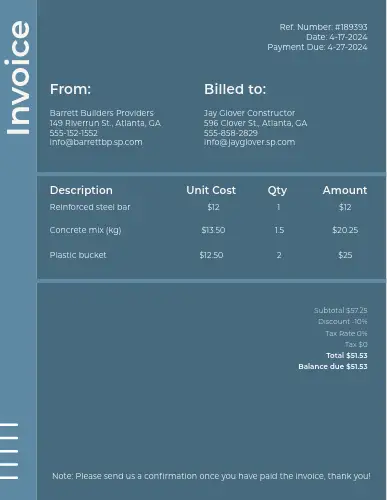 Invoice
Ref. Number: #189393
Date: 4-17-2024
Payment Due: 4-27-2024
From:
Barrett Builders Providers
149 Riverrun St., Atlanta, GA
555-152-1552
info@barrettbp.sp.com
Billed to:
Jay Glover Constructor
596 Clover St., Atlanta, GA
555-858-2829
info@jayglover.sp.com
Description Unit Cost Qty Amount
Reinforced steel bar $12 1 $12
Concrete mix (kg) $13.50 1.5 $20.25
Plastic bucket $12.50 2 $25
Subtotal $57.25
Discount -10%
Tax Rate 0%
Tax $0
Total $51.53
Balance due $51.53
Note: Please send us a confirmation once you have paid the invoice, thank you!